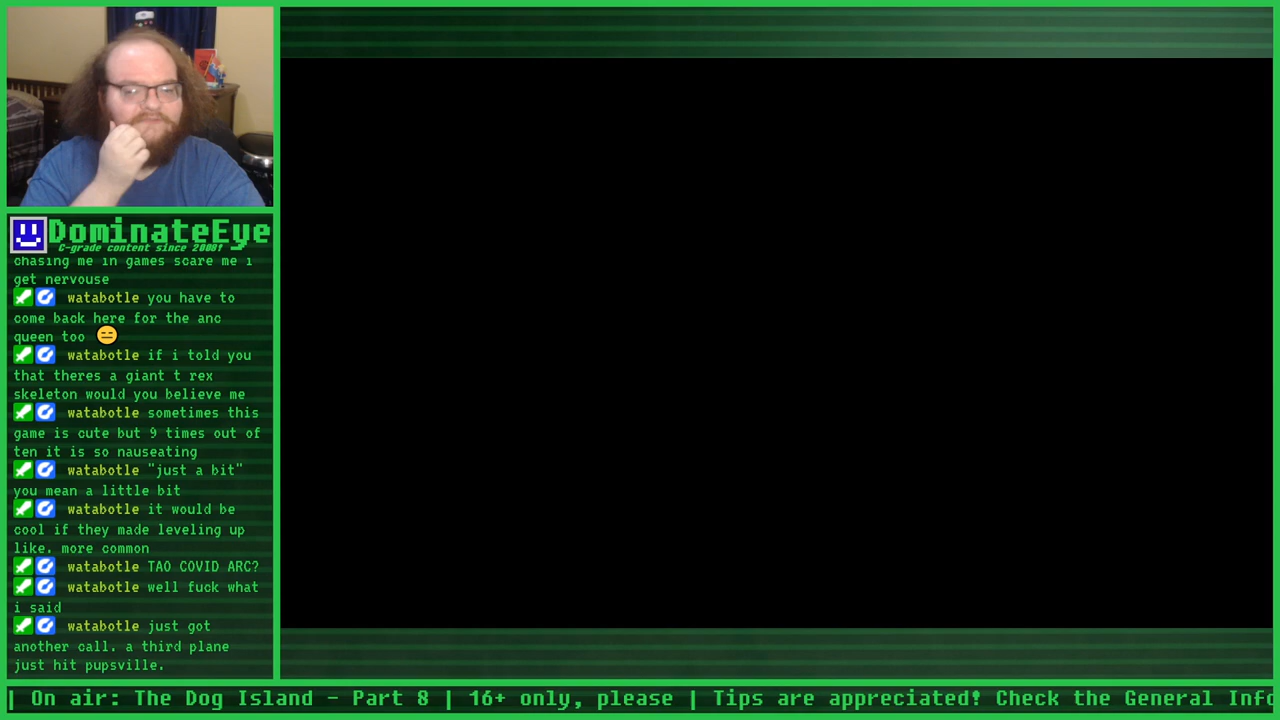 DominateEye
C-grade content since 2008!
chasing me in games scare me i
get nervouse
watabotle you have to
come back here for the anc
queen too
watabotle if i told you
that theres a giant t rex
skeleton would you believe me
watabotle sometimes this
game is cute but 9 times out of
ten it is so nauseating
watabotle "just a bit"
you mean a little bit
watabotle it would be
cool if they made leveling up
like. more common
watabotle TAO COVID ARC?
watabotle well fuck what
i said
watabotle just got
another call. a third plane
just hit pupsville.
| On air: The Dog Island - Part 8 | 16+ only, please | Tips are appreciated! Check the General Info